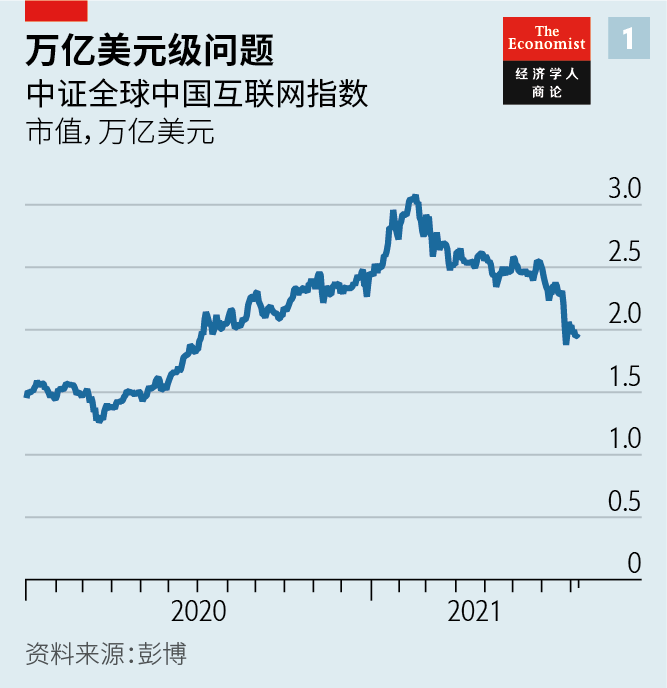 万亿美元级问题
中证全球中国互联网指数
市值，万亿美元
The
Economist
经济学人
商论
1
3.0
2.5
2.0
1.5
1.0
0.5
0
2020
2021
资料来源：彭博